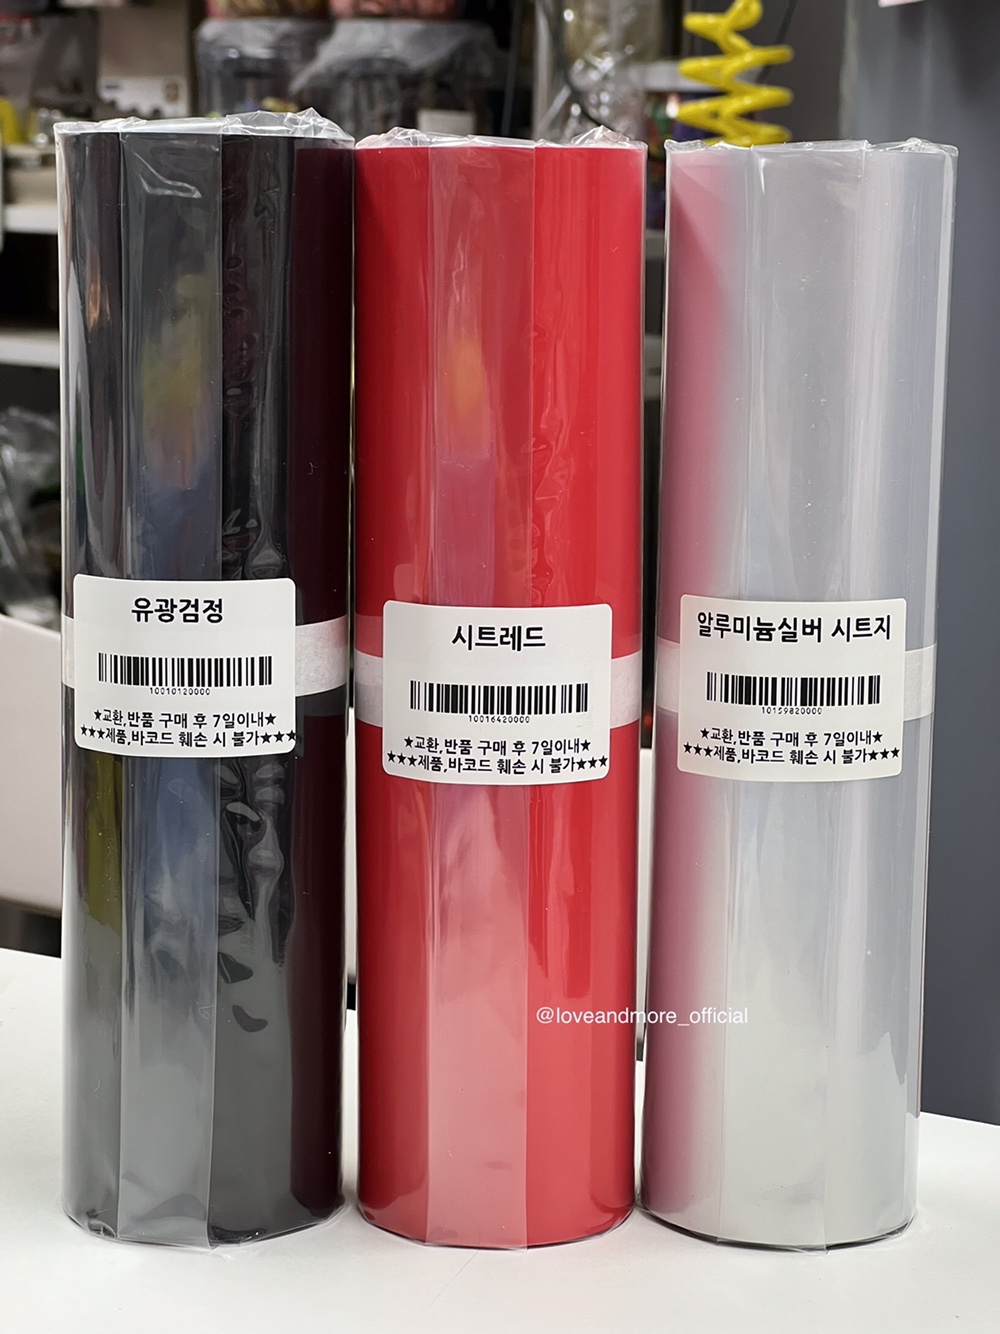 유광검정
10010120000
★교환,반품 구매 후 7일이내★
★★★제품,바코드 훼손 시 불가★★★
시트레드
10016420000
★교환,반품 구매 후 7일이내★
★★★제품,바코드 훼손 시 불가★★★
알루미늄실버 시트지
10159820000
★교환,반품 구매 후 7일이내★
★★★제품,바코드 훼손 시 불가★★★
@loveandmore_official